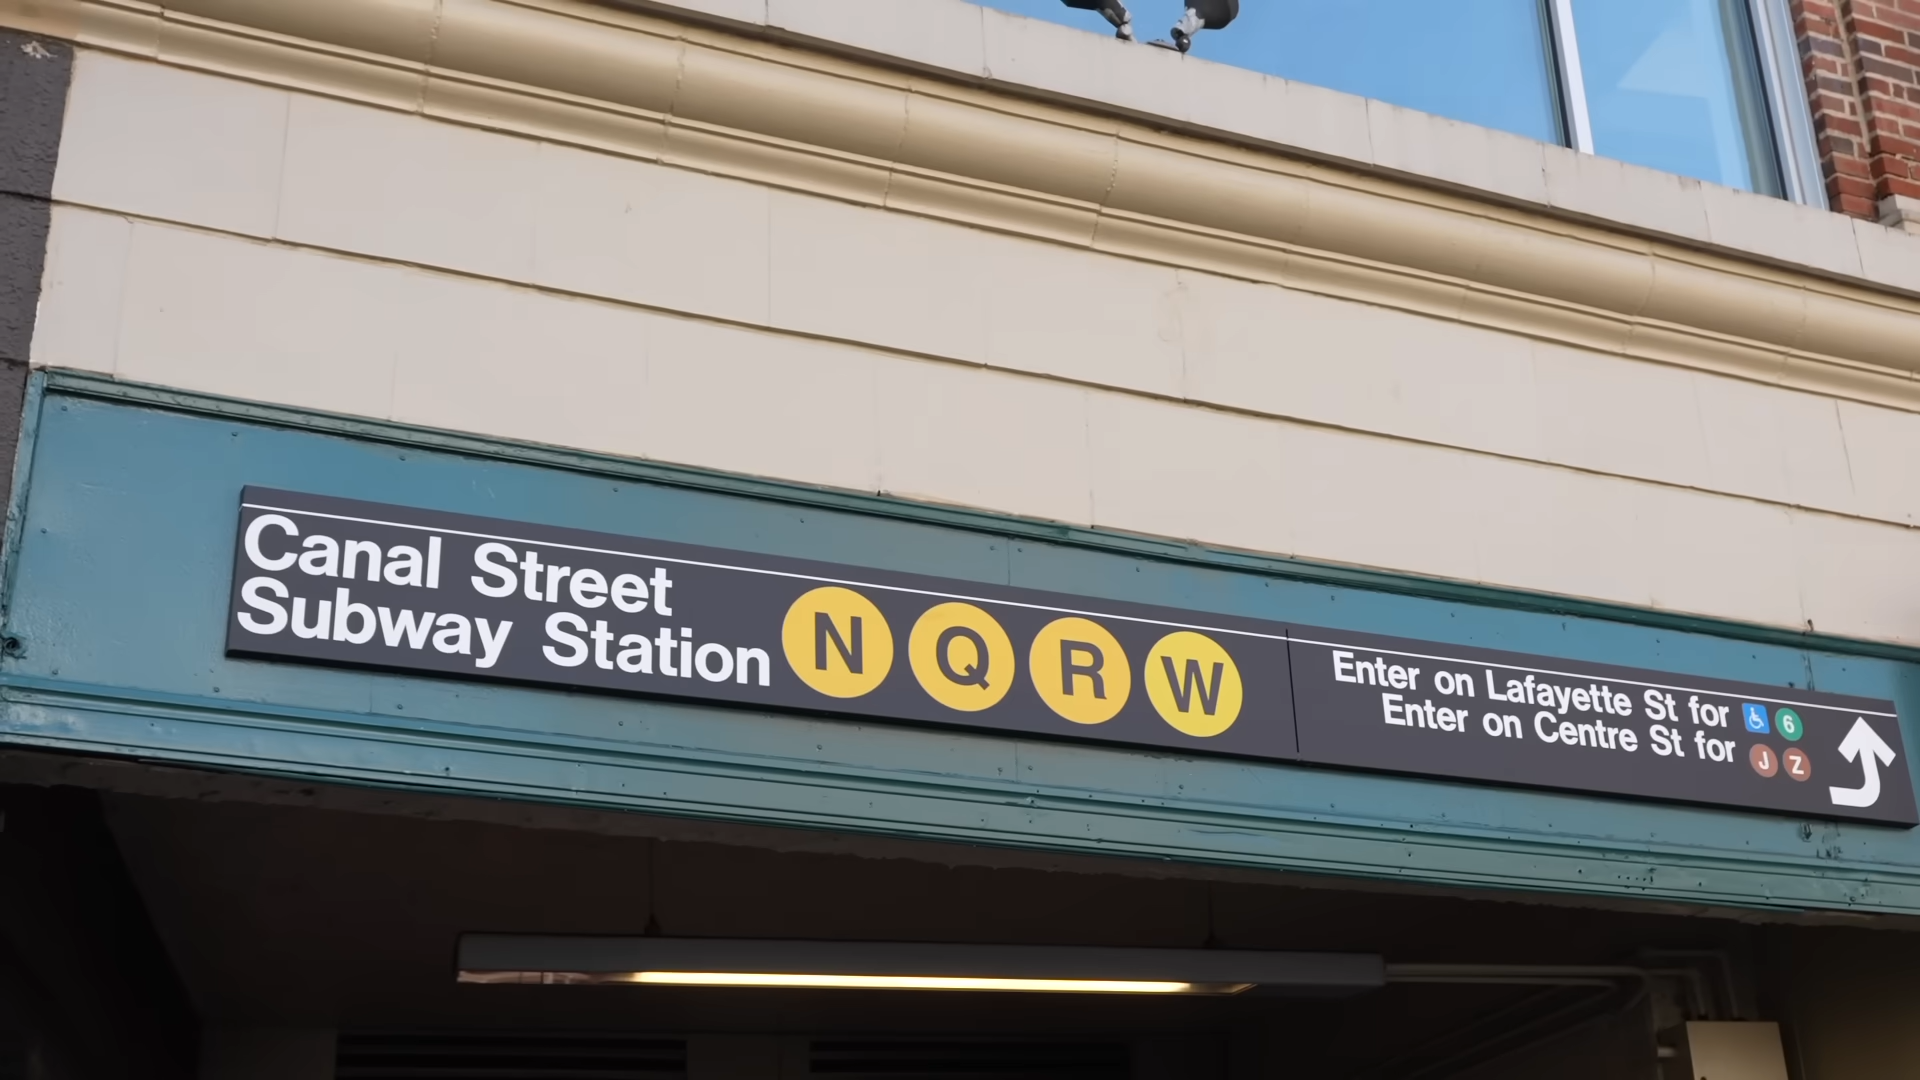 Canal Street
Subway Station N Q R W
Enter on Lafayette St for 6
Enter on Centre St for J Z